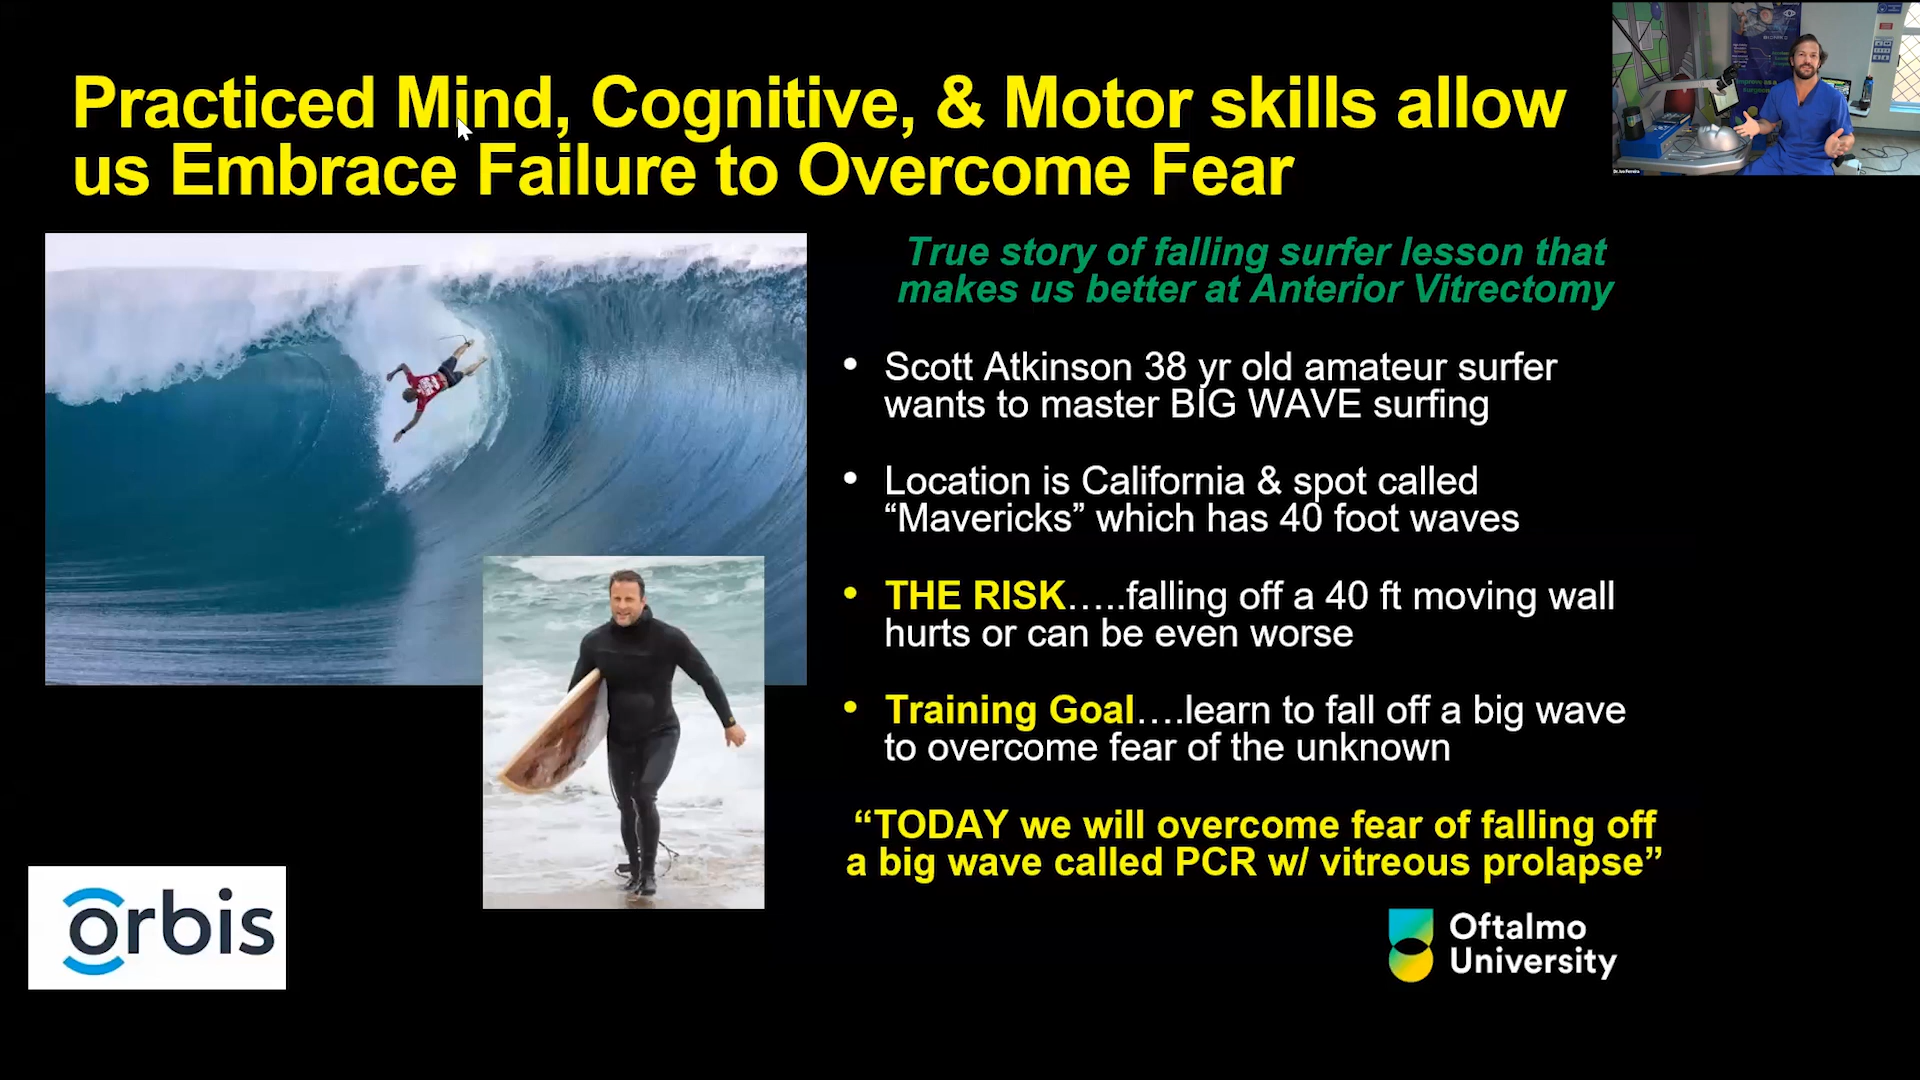 Practiced Mind, Cognitive, & Motor skills allow
us Embrace Failure to Overcome Fear
True story of falling surfer lesson that
makes us better at Anterior Vitrectomy
• Scott Atkinson 38 yr old amateur surfer
wants to master BIG WAVE surfing
• Location is California & spot called
“Mavericks” which has 40 foot waves
• THE RISK…..falling off a 40 ft moving wall
hurts or can be even worse
• Training Goal….learn to fall off a big wave
to overcome fear of the unknown
“TODAY we will overcome fear of falling off
a big wave called PCR w/ vitreous prolapse”
orbis
Oftalmo
University